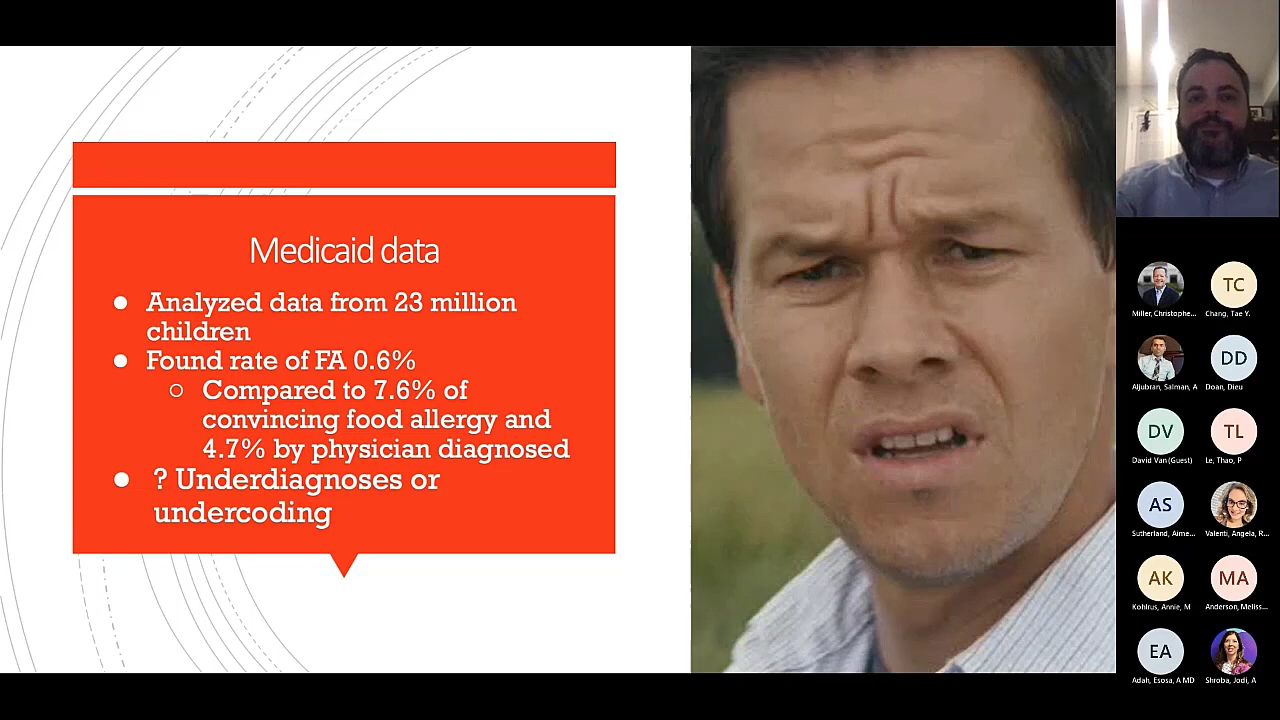 Medicaid data
● Analyzed data from 23 million
children
● Found rate of FA 0.6%
○ Compared to 7.6% of
convincing food allergy and
4.7% by physician diagnosed
● ? Underdiagnoses or
undercoding
Miller, Christophe...
TC
Chang, Tae Y.
Aljubran, Salman, A
DD
Doan, Dieu
DV
David Van (Guest)
TL
Le, Thao, P
AS
Sutherland, Aime...
Valenti, Angela, R...
AK
Kohlrus, Annie, M
MA
Anderson, Meliss...
EA
Adah, Esosa, A MD
Shroba, Jodi, A